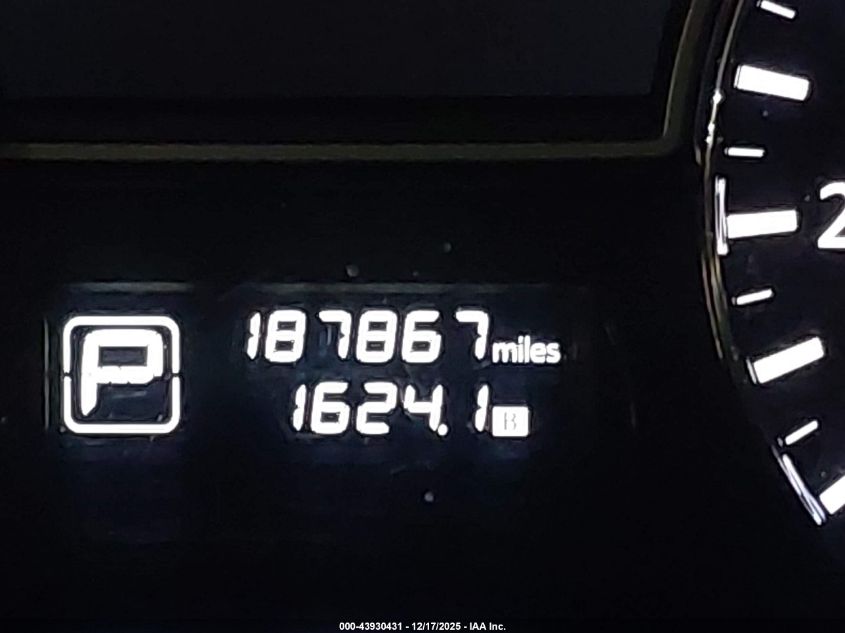 P
187867 miles
1624.1 B
2
000-43930431 - 12/17/2025 - IAA Inc.